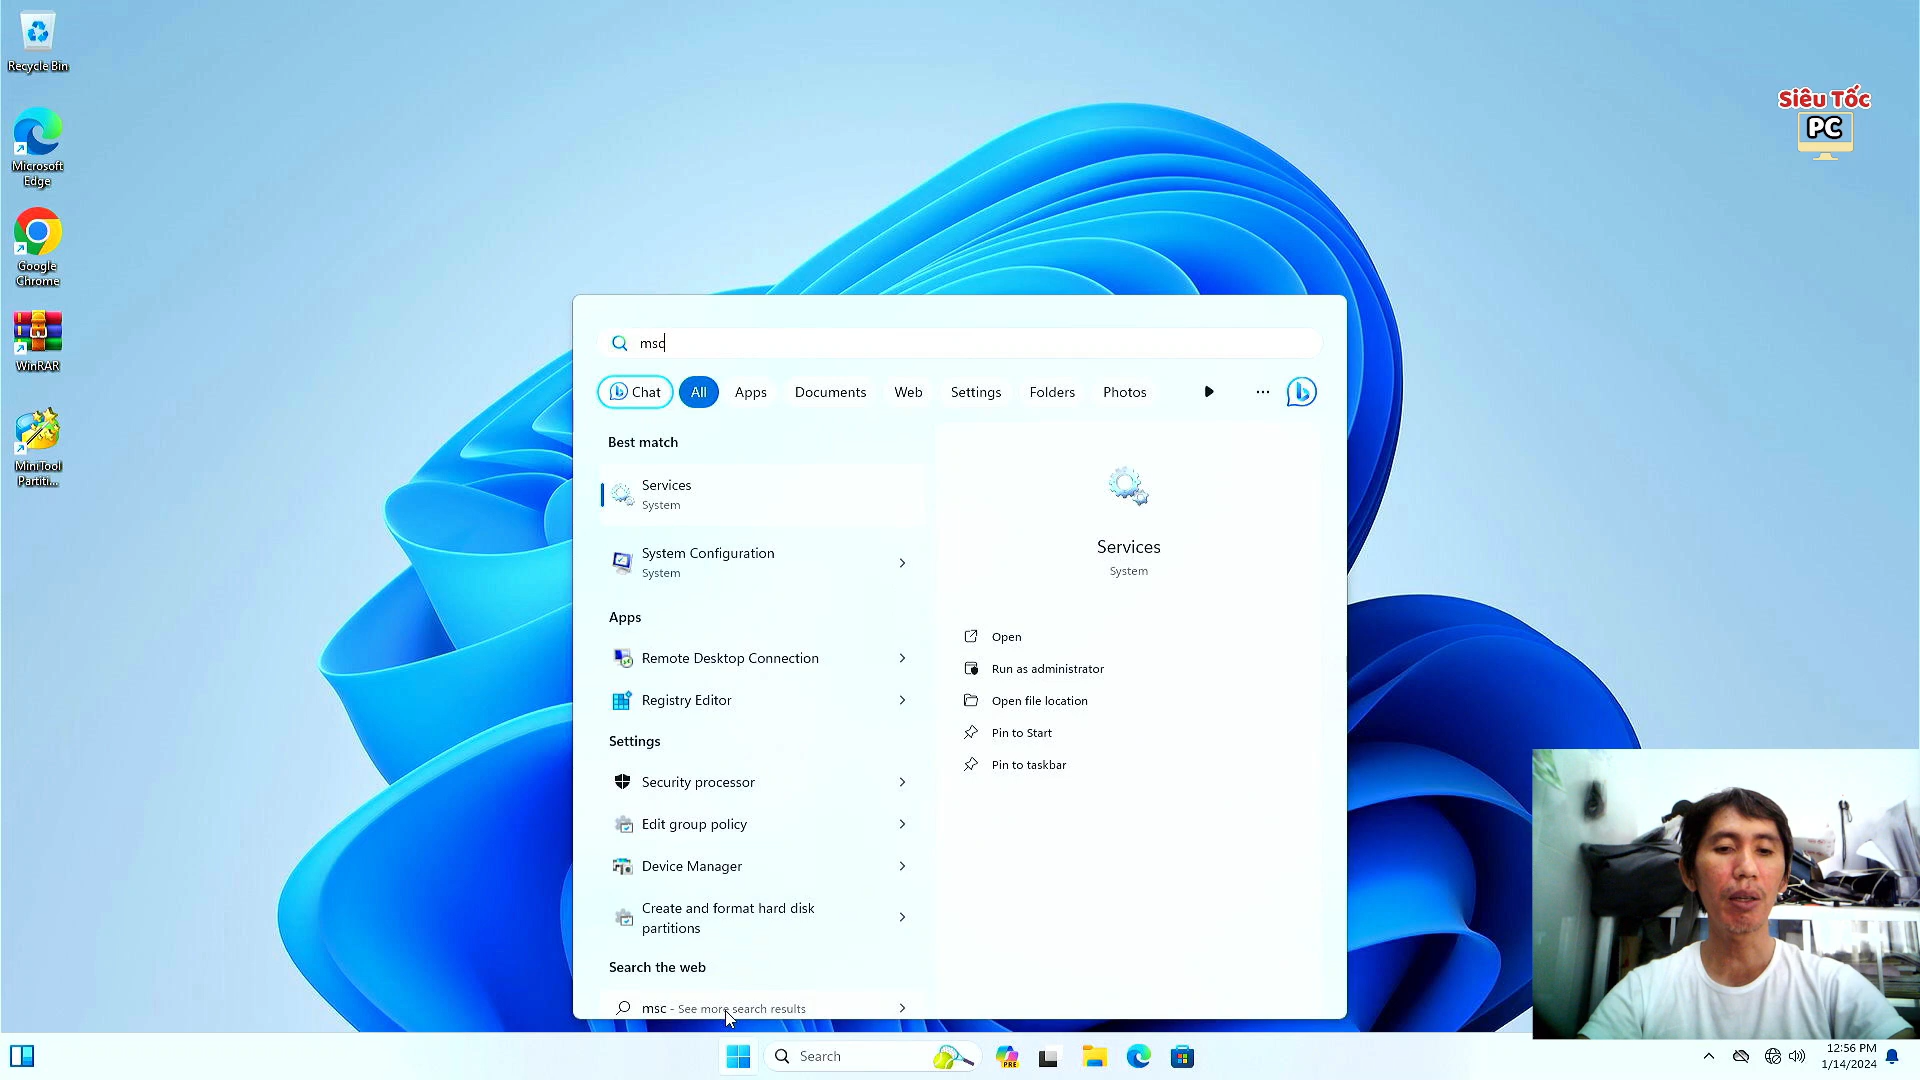 Recycle Bin
Microsoft
Edge
Google
Chrome
WinRAR
MiniTool
Partiti...
Siêu Tốc
PC
msc
Chat
All
Apps
Documents
Web
Settings
Folders
Photos
Best match
Services
System
System Configuration
System
Apps
Remote Desktop Connection
Registry Editor
Settings
Security processor
Edit group policy
Device Manager
Create and format hard disk
partitions
Search the web
msc - See more search results
Services
System
Open
Run as administrator
Open file location
Pin to Start
Pin to taskbar
Search
PRE
12:56 PM
1/14/2024